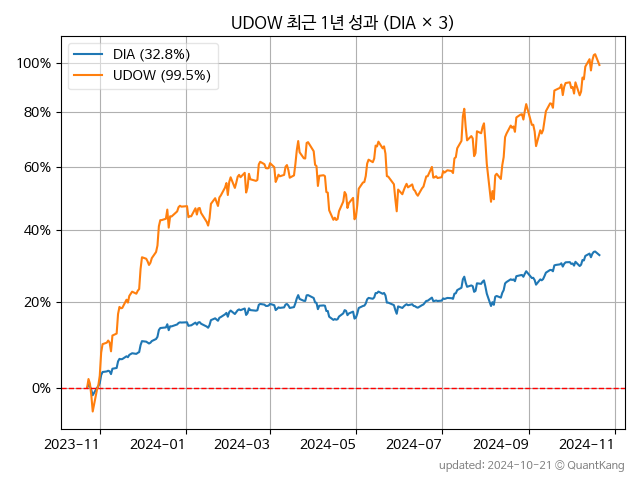 UDOW 최근 1년 성과 (DIA × 3)
DIA (32.8%)
UDOW (99.5%)
100%
80%
60%
40%
20%
0%
2023-11 2024-01 2024-03 2024-05 2024-07 2024-09 2024-11
updated: 2024-10-21 © QuantKang